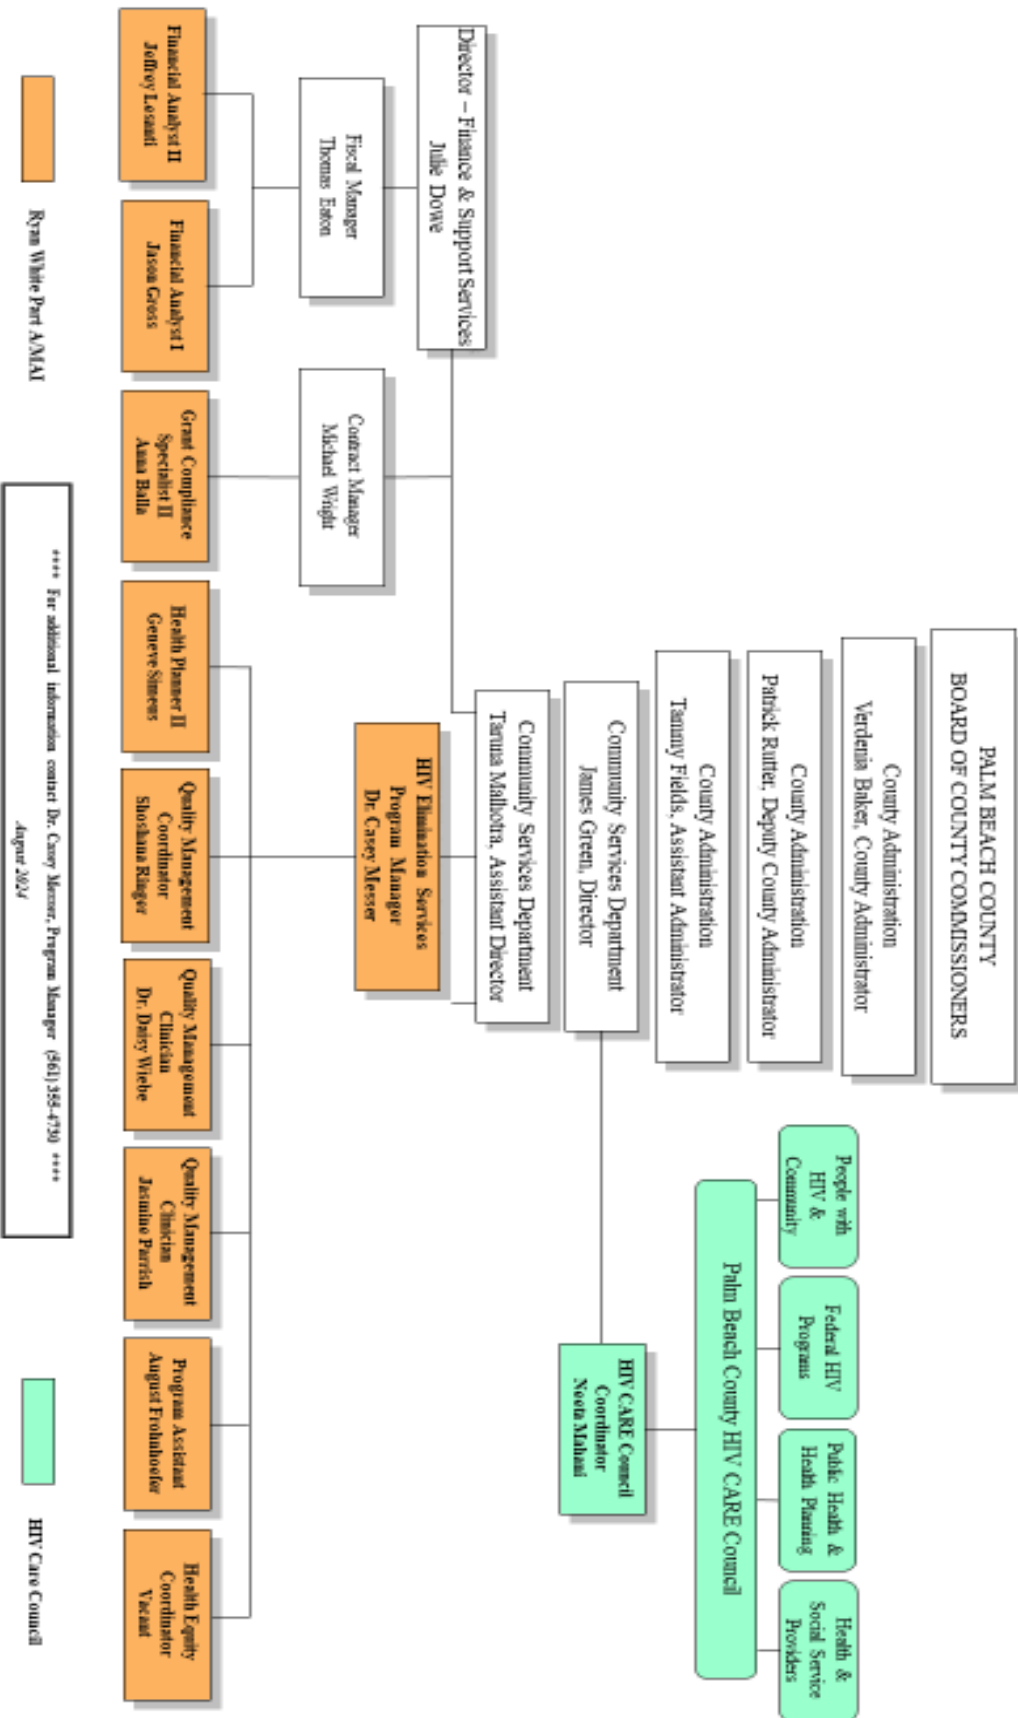 PALM BEACH COUNTY
BOARD OF COUNTY COMMISSIONERS
County Administration
Verdenia Baker, County Administrator
County Administration
Patrick Rutter, Deputy County Administrator
County Administration
Tammy Fields, Assistant Administrator
Community Services Department
James Green, Director
Community Services Department
Taruna Malhotra, Assistant Director
People with
HIV &
Community
Federal HIV
Programs
Public Health &
Health Planning
Health &
Social Service
Providers
Palm Beach County HIV CARE Council
HIV CARE Council
Coordinator
Neeta Mahani
Director – Finance & Support Services
Julie Dowe
Fiscal Manager
Thomas Eaton
Contract Manager
Michael Wright
HIV Elimination Services
Program Manager
Dr. Casey Messer
Financial Analyst II
Jeffrey Lesanti
Financial Analyst I
Jason Gross
Grant Compliance
Specialist II
Anna Balla
Health Planner II
Geneve Simeus
Quality Management
Coordinator
Shoshana Ringer
Quality Management
Clinician
Dr. Daisy Wiebe
Quality Management
Clinician
Jasmine Parrish
Program Assistant
August Frohnhoefer
Health Equity
Coordinator
Vacant
Ryan White Part A/MAI
**** For additional information contact Dr. Casey Messer, Program Manager (561) 355-4730 ****
August 2024
HIV Care Council